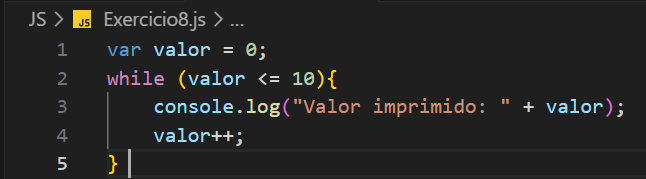 JS > JS Exercicio8.js > ...
1 var valor = 0;
2 while (valor <= 10){
3 console.log("Valor imprimido: " + valor);
4 valor++;
5 }